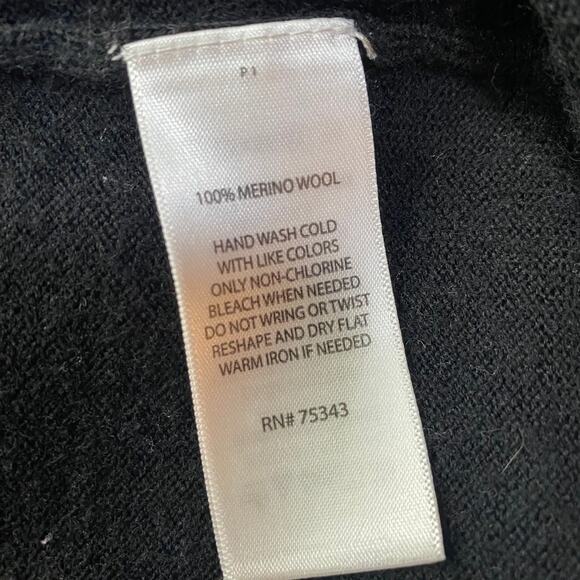 P1
100% MERINO WOOL
HAND WASH COLD
WITH LIKE COLORS
ONLY NON-CHLORINE
BLEACH WHEN NEEDED
DO NOT WRING OR TWIST
RESHAPE AND DRY FLAT
WARM IRON IF NEEDED
RN# 75343